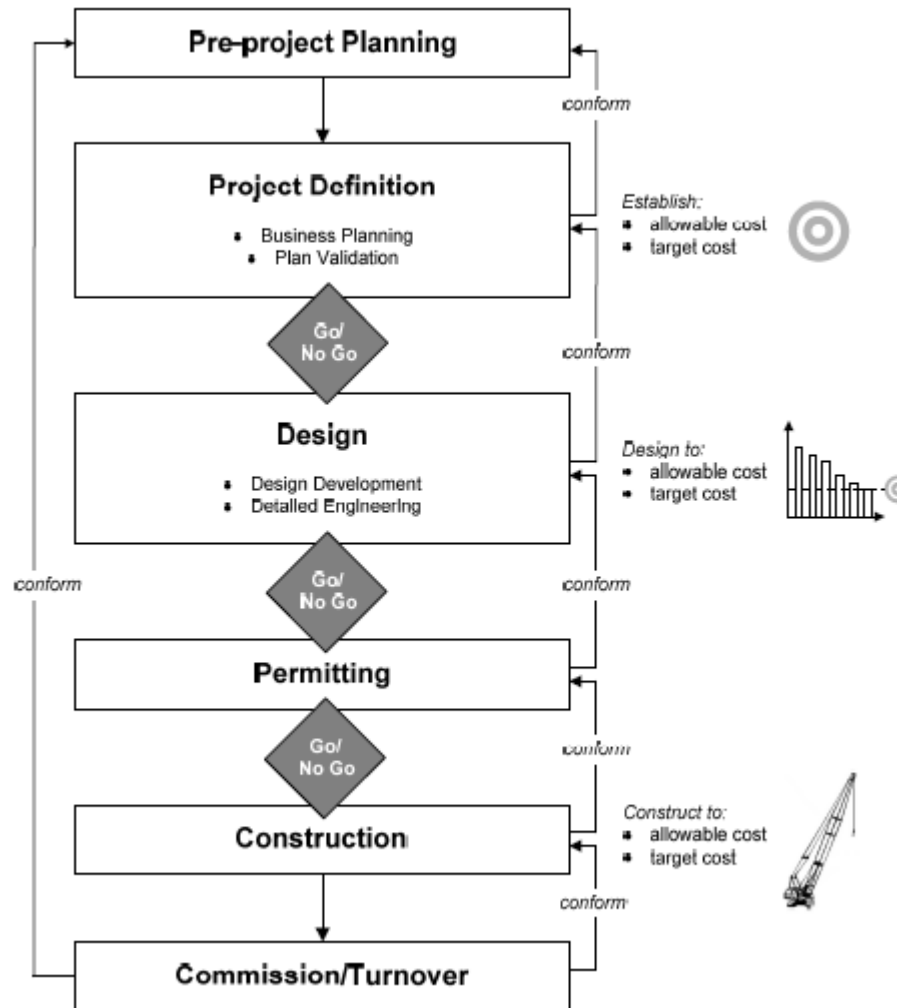 Pre-project Planning
conform
Project Definition
• Business Planning
• Plan Validation
Establish:
• allowable cost
• target cost
Go/
No Go
conform
Design
• Design Development
• Detailed Engineering
Design to:
• allowable cost
• target cost
Go/
No Go
conform
conform
Permitting
Go/
No Go
conform
Construction
Construct to:
• allowable cost
• target cost
conform
Commission/Turnover